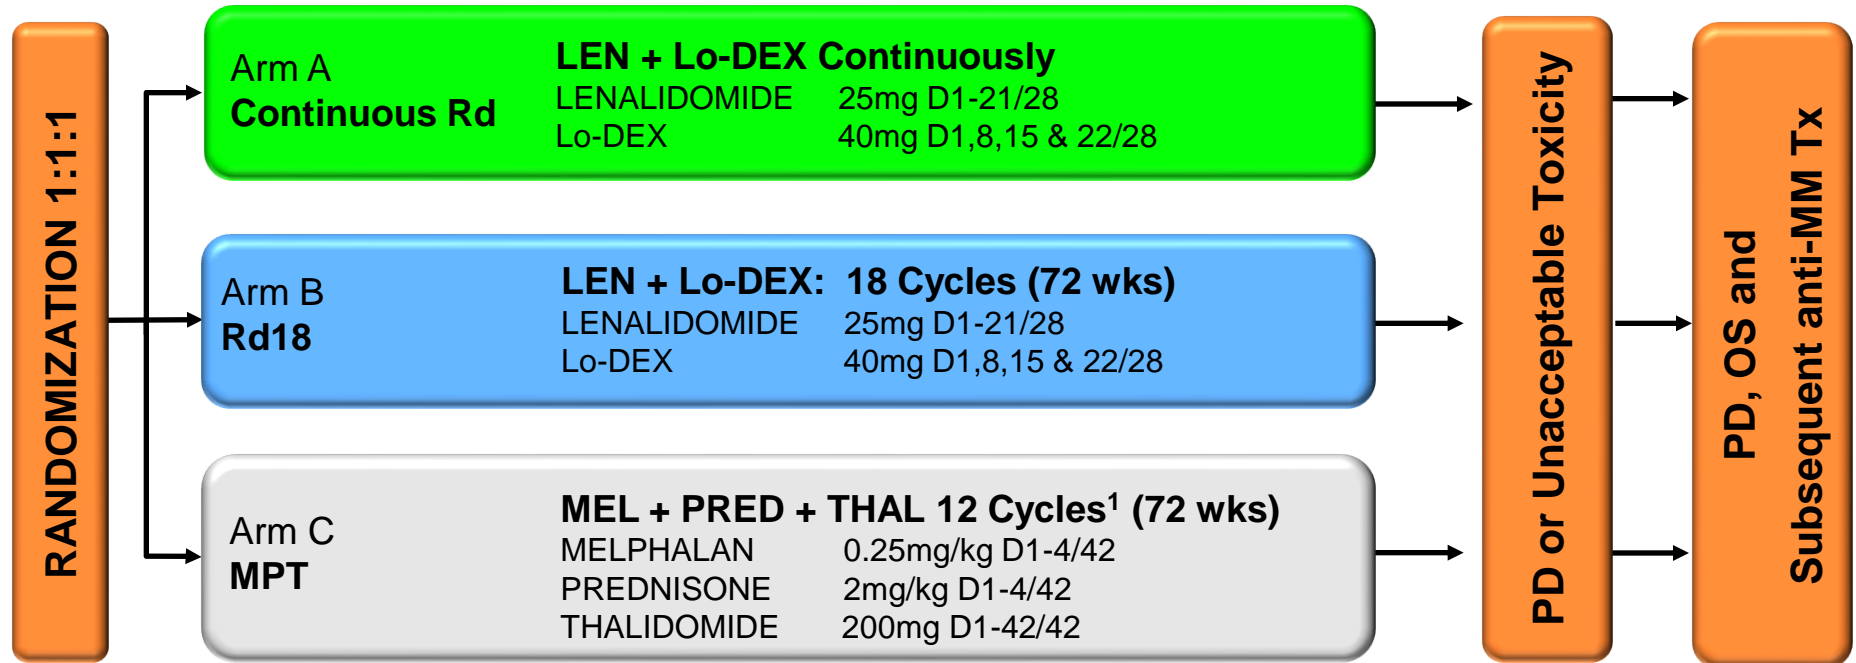 RANDOMIZATION 1:1:1
Arm A
Continuous Rd
LEN + Lo-DEX Continuously
LENALIDOMIDE 25mg D1-21/28
Lo-DEX 40mg D1,8,15 & 22/28
Arm B
Rd18
LEN + Lo-DEX: 18 Cycles (72 wks)
LENALIDOMIDE 25mg D1-21/28
Lo-DEX 40mg D1,8,15 & 22/28
Arm C
MPT
MEL + PRED + THAL 12 Cycles¹ (72 wks)
MELPHALAN 0.25mg/kg D1-4/42
PREDNISONE 2mg/kg D1-4/42
THALIDOMIDE 200mg D1-42/42
PD or Unacceptable Toxicity
PD, OS and
Subsequent anti-MM Tx